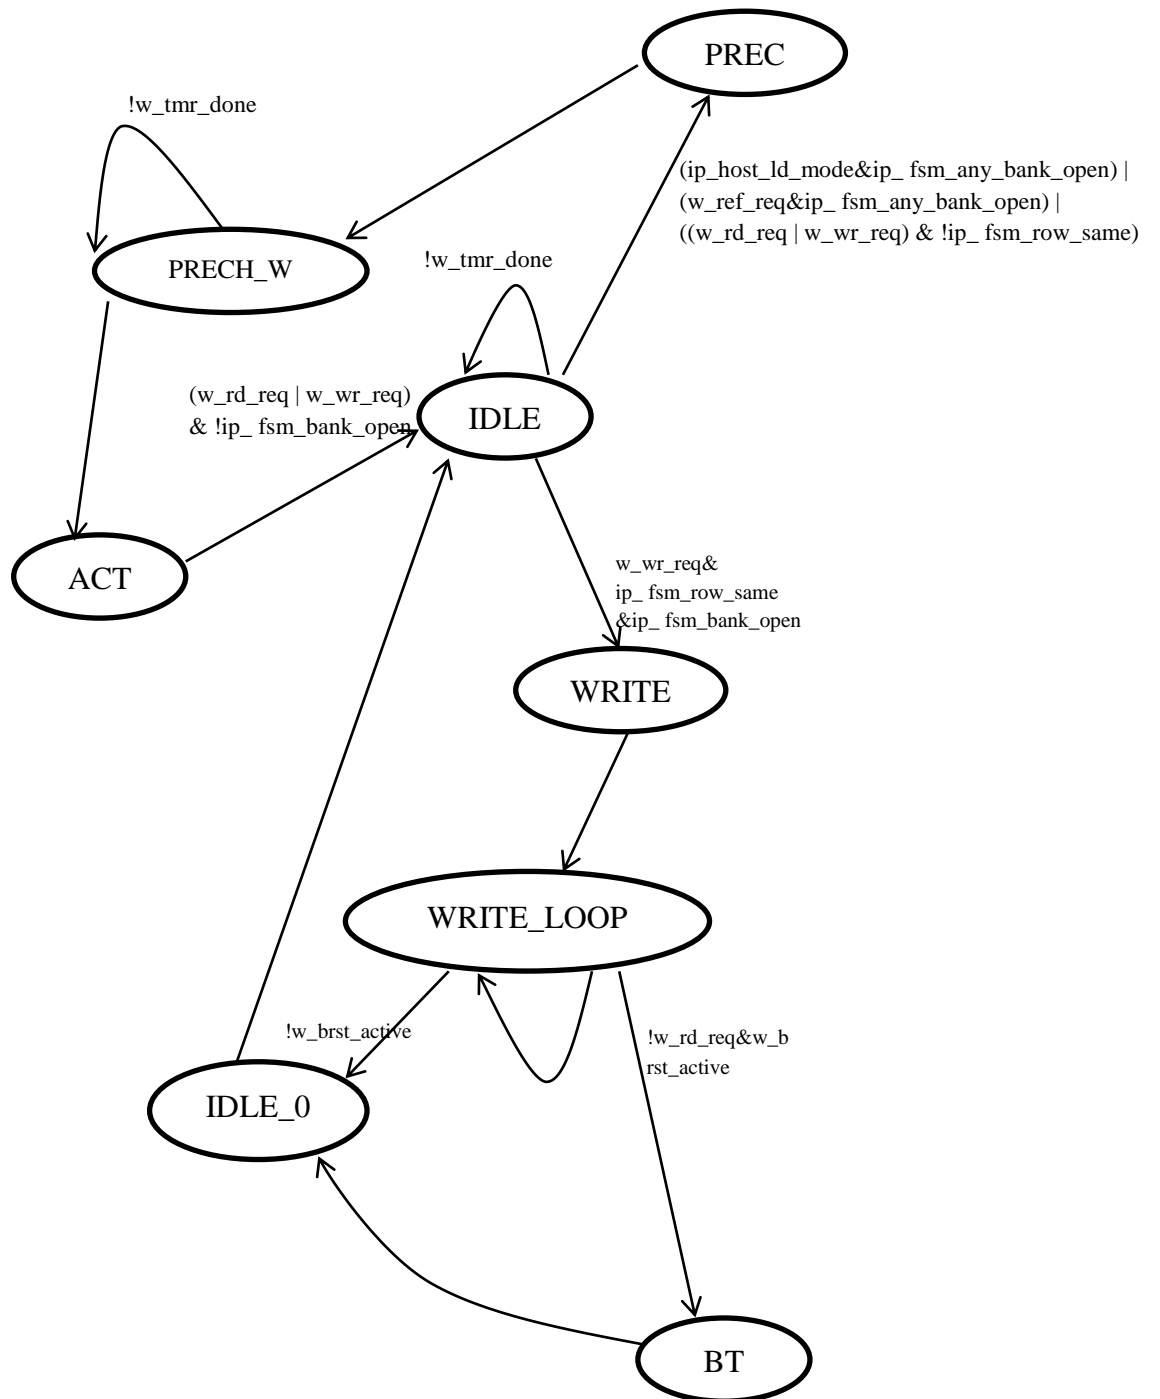 PREC
!w_tmr_done
(ip_host_ld_mode&ip_ fsm_any_bank_open) |
(w_ref_req&ip_ fsm_any_bank_open) |
((w_rd_req | w_wr_req) & !ip_ fsm_row_same)
PRECH_W
!w_tmr_done
(w_rd_req | w_wr_req)
& !ip_ fsm_bank_open
IDLE
ACT
w_wr_req&
ip_ fsm_row_same
&ip_ fsm_bank_open
WRITE
WRITE_LOOP
!w_brst_active
!w_rd_req&w_b
rst_active
IDLE_0
BT